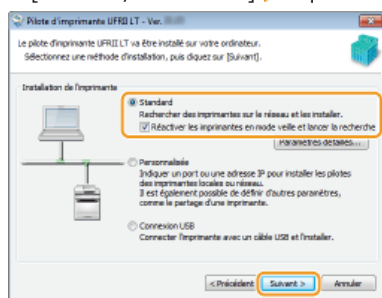 Pilote d'imprimante UFRII LT - Ver.
Le pilote d'imprimante UFRII LT va être installé sur votre ordinateur.
Sélectionnez une méthode d'installation, puis cliquez sur [Suivant].
Installation de l'imprimante
Standard
Rechercher des imprimantes sur le réseau et les installer.
Réactiver les imprimantes en mode veille et lancer la recherche
Paramètres détaillés...
Personnalisée
Indiquer un port ou une adresse IP pour installer les pilotes
des imprimantes locales ou réseau.
Il est également possible de définir d'autres paramètres,
comme le partage d'une imprimante.
Connexion USB
Connecter l'imprimante avec un câble USB et l'installer.
< Précédent
Suivant >
Annuler